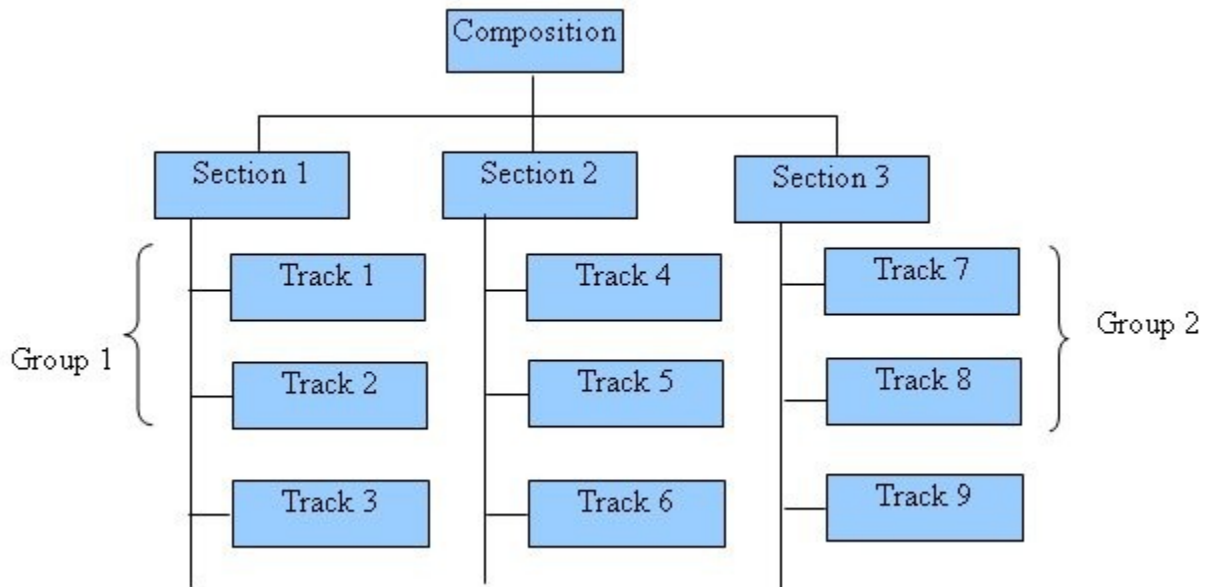 Composition
Section 1
Section 2
Section 3
Track 1
Track 4
Track 7
Group 1
Group 2
Track 2
Track 5
Track 8
Track 3
Track 6
Track 9